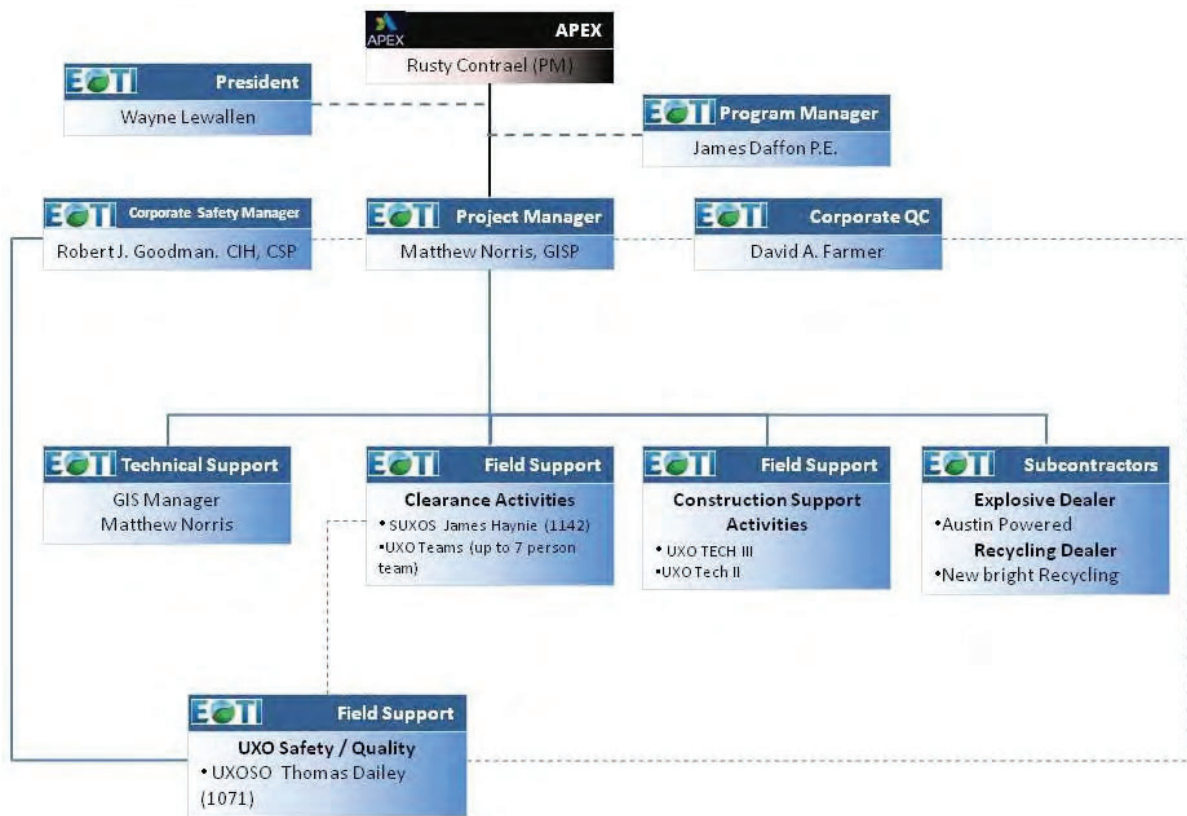 APEX
APEX
Rusty Contrael (PM)
EOTI President
Wayne Lewallen
EOTI Program Manager
James Daffon P.E.
EOTI Corporate Safety Manager
Robert J. Goodman. CIH, CSP
EOTI Project Manager
Matthew Norris, GISP
EOTI Corporate QC
David A. Farmer
EOTI Technical Support
GIS Manager
Matthew Norris
EOTI Field Support
Clearance Activities
• SUXOS James Haynie (1142)
•UXO Teams (up to 7 person
team)
EOTI Field Support
Construction Support
Activities
• UXO TECH III
•UXO Tech II
EOTI Subcontractors
Explosive Dealer
•Austin Powered
Recycling Dealer
•New bright Recycling
EOTI Field Support
UXO Safety / Quality
• UXOSO Thomas Dailey
(1071)